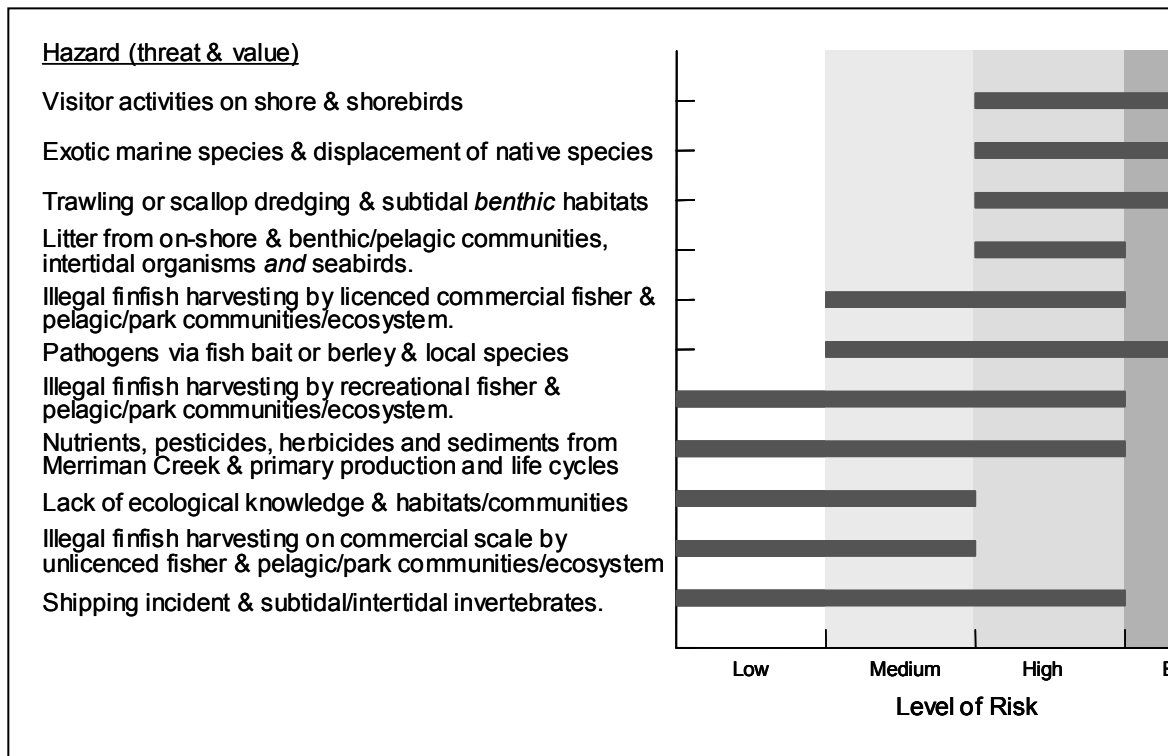 Hazard (threat & value)
Visitor activities on shore & shorebirds
Exotic marine species & displacement of native species
Trawling or scallop dredging & subtidal benthic habitats
Litter from on-shore & benthic/pelagic communities,
intertidal organisms and seabirds.
Illegal finfish harvesting by licenced commercial fisher &
pelagic/park communities/ecosystem.
Pathogens via fish bait or berley & local species
Illegal finfish harvesting by recreational fisher &
pelagic/park communities/ecosystem.
Nutrients, pesticides, herbicides and sediments from
Merriman Creek & primary production and life cycles
Lack of ecological knowledge & habitats/communities
Illegal finfish harvesting on commercial scale by
unlicenced fisher & pelagic/park communities/ecosystem
Shipping incident & subtidal/intertidal invertebrates.
Low Medium High
Level of Risk